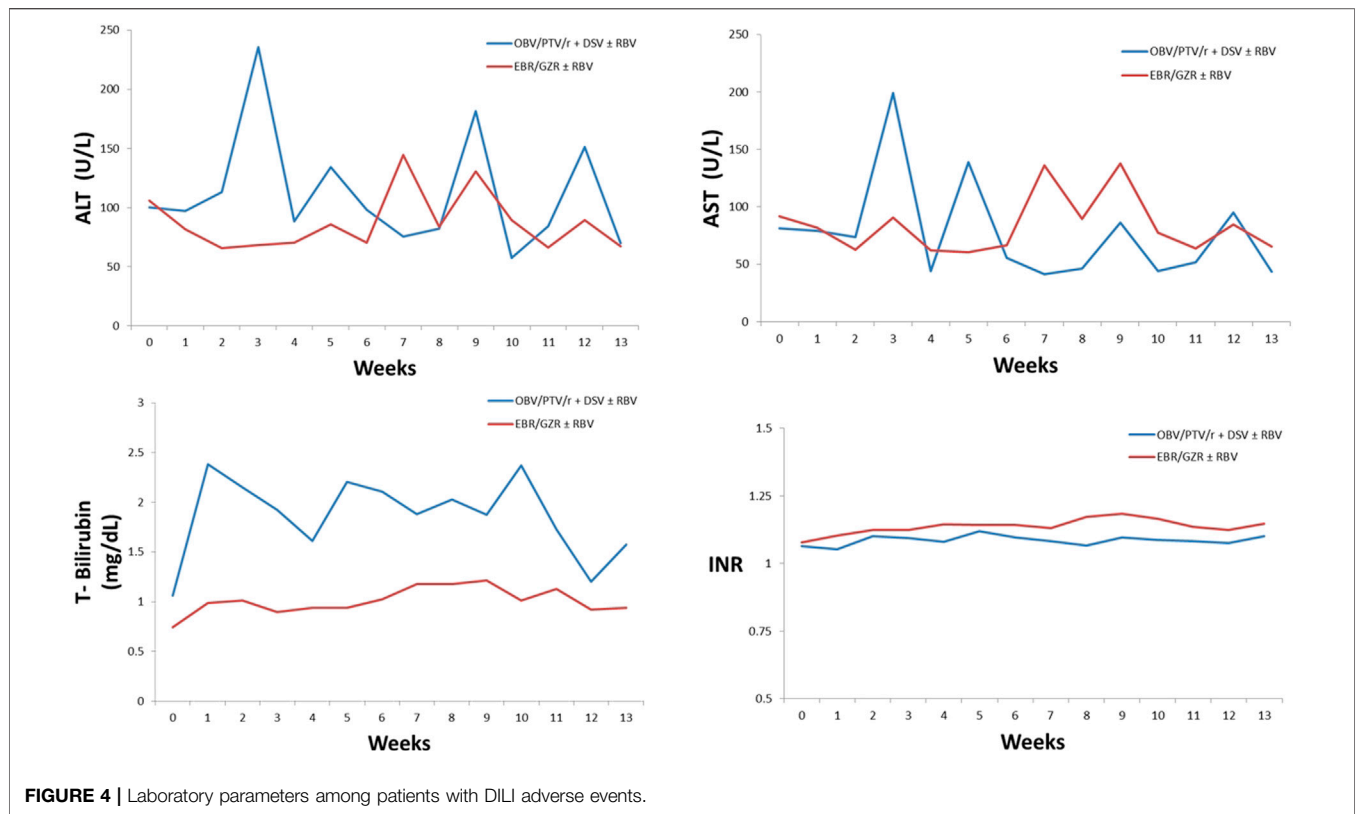 250
200
150
100
50
0
ALT (U/L)
OBV/PTV/r + DSV ± RBV
EBR/GZR ± RBV
0 1 2 3 4 5 6 7 8 9 10 11 12 13
Weeks
250
200
150
100
50
0
AST (U/L)
OBV/PTV/r + DSV ± RBV
EBR/GZR ± RBV
0 1 2 3 4 5 6 7 8 9 10 11 12 13
Weeks
3
2.5
2
1.5
1
0.5
0
T- Bilirubin
(mg/dL)
OBV/PTV/r + DSV ± RBV
EBR/GZR ± RBV
0 1 2 3 4 5 6 7 8 9 10 11 12 13
Weeks
1.5
1.25
1
0.75
0.5
INR
OBV/PTV/r + DSV ± RBV
EBR/GZR ± RBV
0 1 2 3 4 5 6 7 8 9 10 11 12 13
Weeks
FIGURE 4 | Laboratory parameters among patients with DILI adverse events.